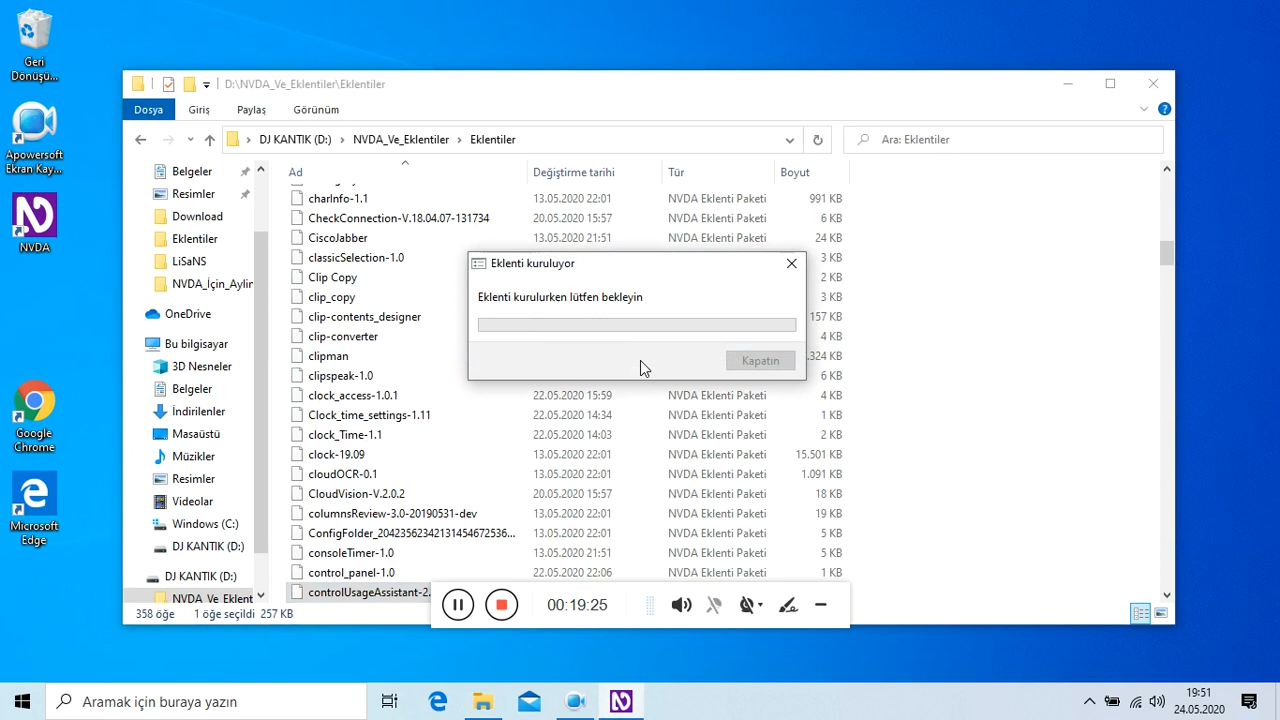 Geri
Dönüşü...
Apowersoft
Ekran Kay...
NVDA
Google
Chrome
Microsoft
Edge
D:\NVDA_Ve_Eklentiler\Eklentiler
Dosya Giriş Paylaş Görünüm
DJ KANTIK (D:) > NVDA_Ve_Eklentiler > Eklentiler
Ara: Eklentiler
Belgeler
Resimler
Download
Eklentiler
LiSaNS
NVDA_İçin_Aylin
OneDrive
Bu bilgisayar
3D Nesneler
Belgeler
İndirilenler
Masaüstü
Müzikler
Resimler
Videolar
Windows (C:)
DJ KANTIK (D:)
DJ KANTIK (D:)
NVDA_Ve_Eklent
Ad Değiştirme tarihi Tür Boyut
charInfo-1.1 13.05.2020 22:01 NVDA Eklenti Paketi 991 KB
CheckConnection-V.18.04.07-131734 20.05.2020 15:57 NVDA Eklenti Paketi 6 KB
CiscoJabber 13.05.2020 21:51 NVDA Eklenti Paketi 24 KB
classicSelection-1.0 3 KB
Clip Copy 2 KB
clip_copy 3 KB
clip-contents_designer 157 KB
clip-converter 4 KB
clipman .324 KB
clipspeak-1.0 6 KB
clock_access-1.0.1 22.05.2020 15:59 NVDA Eklenti Paketi 4 KB
Clock_time_settings-1.11 22.05.2020 14:34 NVDA Eklenti Paketi 1 KB
clock_Time-1.1 22.05.2020 14:03 NVDA Eklenti Paketi 2 KB
clock-19.09 13.05.2020 22:01 NVDA Eklenti Paketi 15.501 KB
cloudOCR-0.1 13.05.2020 22:01 NVDA Eklenti Paketi 1.091 KB
CloudVision-V.2.0.2 20.05.2020 15:57 NVDA Eklenti Paketi 18 KB
columnsReview-3.0-20190531-dev 13.05.2020 22:01 NVDA Eklenti Paketi 19 KB
ConfigFolder_20423562342131454672536... 13.05.2020 22:01 NVDA Eklenti Paketi 5 KB
consoleTimer-1.0 13.05.2020 21:51 NVDA Eklenti Paketi 5 KB
control_panel-1.0 22.05.2020 22:06 NVDA Eklenti Paketi 1 KB
controlUsageAssistant-2.
Eklenti kuruluyor
Eklenti kurulurken lütfen bekleyin
Kapatın
00:19:25
358 öğe 1 öğe seçildi 257 KB
Aramak için buraya yazın
19:51
24.05.2020